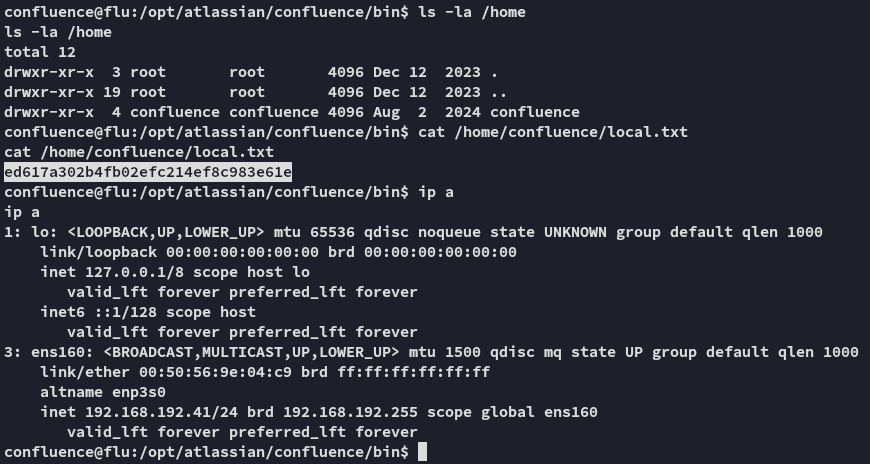 confluence@flu:/opt/atlassian/confluence/bin$ ls -la /home
ls -la /home
total 12
drwxr-xr-x  3 root       root       4096 Dec 12  2023 .
drwxr-xr-x 19 root       root       4096 Dec 12  2023 ..
drwxr-xr-x  4 confluence confluence 4096 Aug  2  2024 confluence
confluence@flu:/opt/atlassian/confluence/bin$ cat /home/confluence/local.txt
cat /home/confluence/local.txt
ed617a302b4fb02efc214ef8c983e61e
confluence@flu:/opt/atlassian/confluence/bin$ ip a
ip a
1: lo: <LOOPBACK,UP,LOWER_UP> mtu 65536 qdisc noqueue state UNKNOWN group default qlen 1000
    link/loopback 00:00:00:00:00:00 brd 00:00:00:00:00:00
    inet 127.0.0.1/8 scope host lo
       valid_lft forever preferred_lft forever
    inet6 ::1/128 scope host
       valid_lft forever preferred_lft forever
3: ens160: <BROADCAST,MULTICAST,UP,LOWER_UP> mtu 1500 qdisc mq state UP group default qlen 1000
    link/ether 00:50:56:9e:04:c9 brd ff:ff:ff:ff:ff:ff
    altname enp3s0
    inet 192.168.192.41/24 brd 192.168.192.255 scope global ens160
       valid_lft forever preferred_lft forever
confluence@flu:/opt/atlassian/confluence/bin$